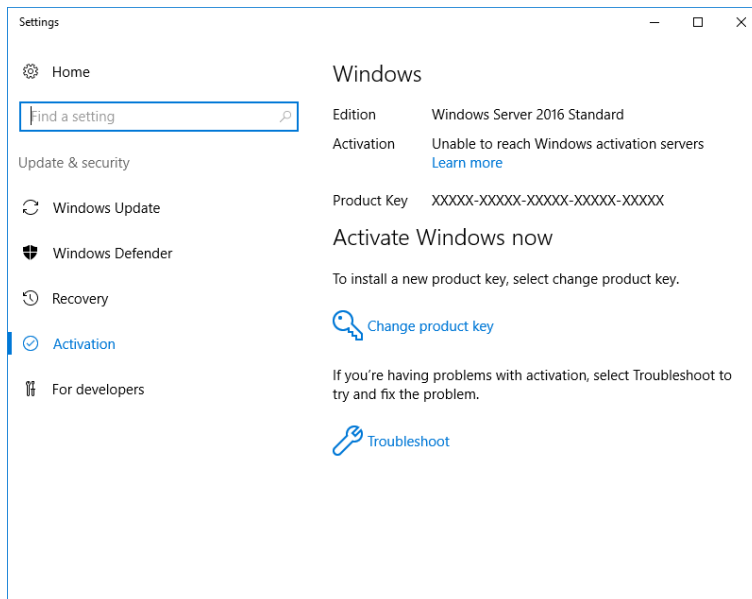 Settings
Home
Find a setting
Update & security
Windows Update
Windows Defender
Recovery
Activation
For developers
Windows
Edition Windows Server 2016 Standard
Activation Unable to reach Windows activation servers
Learn more
Product Key XXXXX-XXXXX-XXXXX-XXXXX-XXXXX
Activate Windows now
To install a new product key, select change product key.
Change product key
If you're having problems with activation, select Troubleshoot to
try and fix the problem.
Troubleshoot